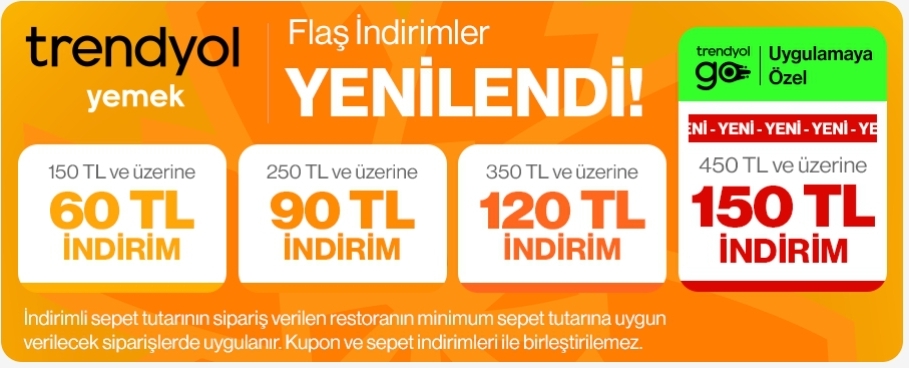 trendyol
yemek
Flaş İndirimler
YENİLENDİ!
150 TL ve üzerine
60 TL
İNDİRİM
250 TL ve üzerine
90 TL
İNDİRİM
350 TL ve üzerine
120 TL
İNDİRİM
trendyol
go
Uygulamaya
Özel
ENİ - YENİ - YENİ - YENİ - YE
450 TL ve üzerine
150 TL
İNDİRİM
İndirimli sepet tutarının sipariş verilen restoranın minimum sepet tutarına uygun
verilecek siparişlerde uygulanır. Kupon ve sepet indirimleri ile birleştirilemez.